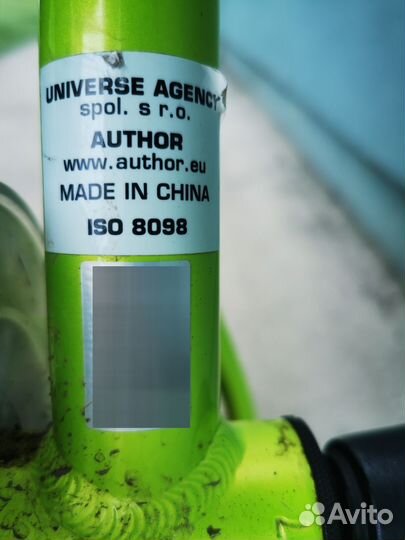 UNIVERSE AGENCY
spol. s r.o.
AUTHOR
www.author.eu
MADE IN CHINA
ISO 8098
Avito